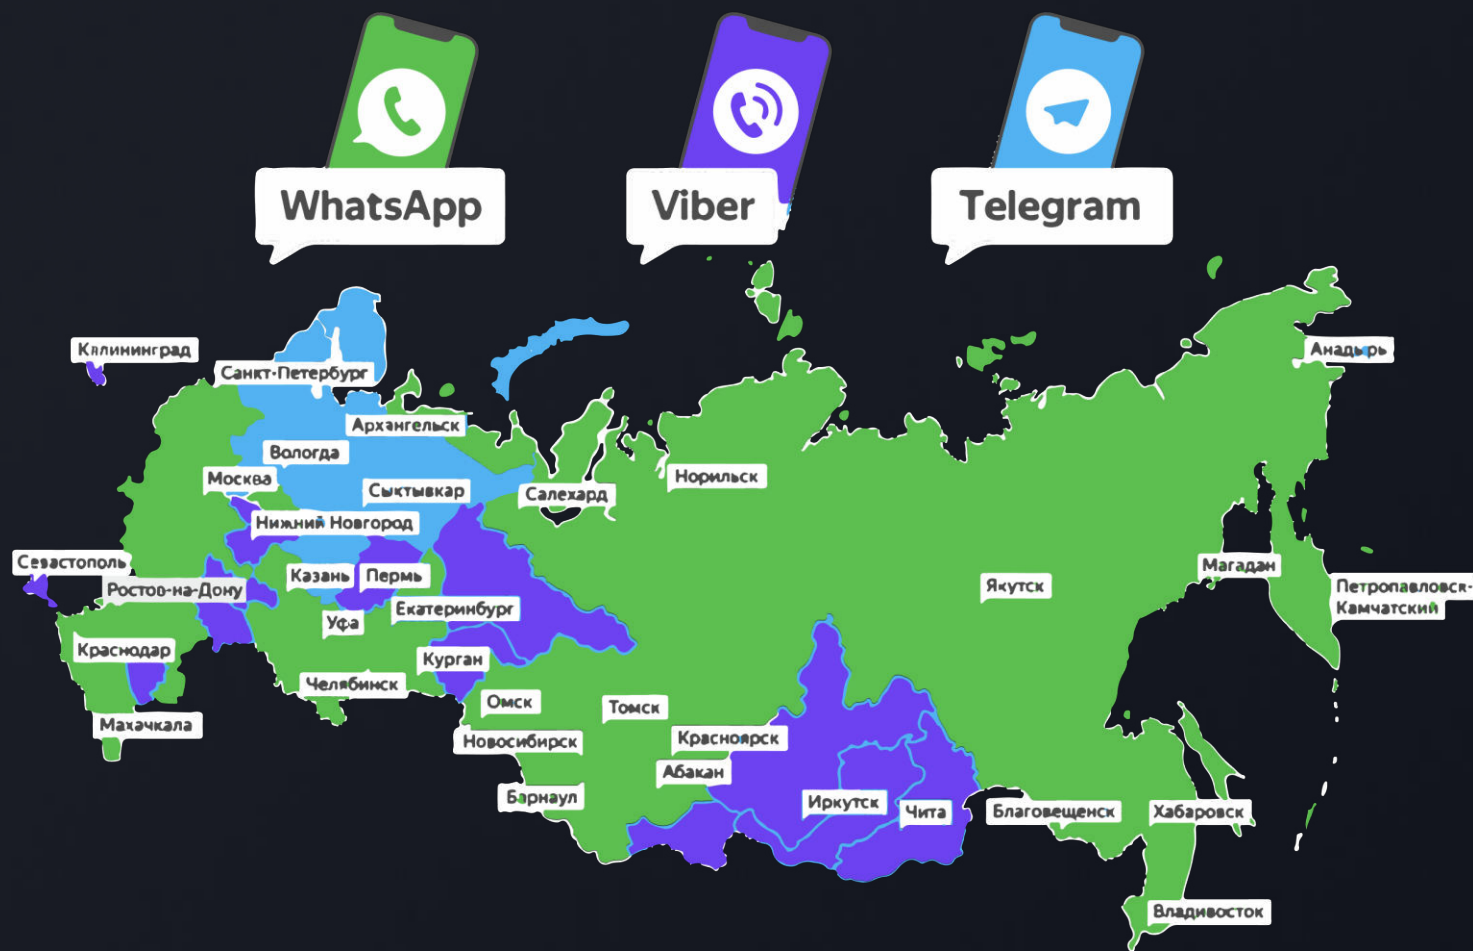 WhatsApp
Viber
Telegram
Калининград
Санкт-Петербург
Анадырь
Архангельск
Вологда
Москва
Сыктывкар
Салехард
Норильск
Нижний Новгород
Севастополь
Ростов-на-Дону
Казань
Пермь
Якутск
Магадан
Петропавловск-
Камчатский
Екатеринбург
Уфа
Краснодар
Курган
Челябинск
Омск
Томск
Махачкала
Новосибирск
Красноярск
Абакан
Барнаул
Иркутск
Чита
Благовещенск
Хабаровск
Владивосток